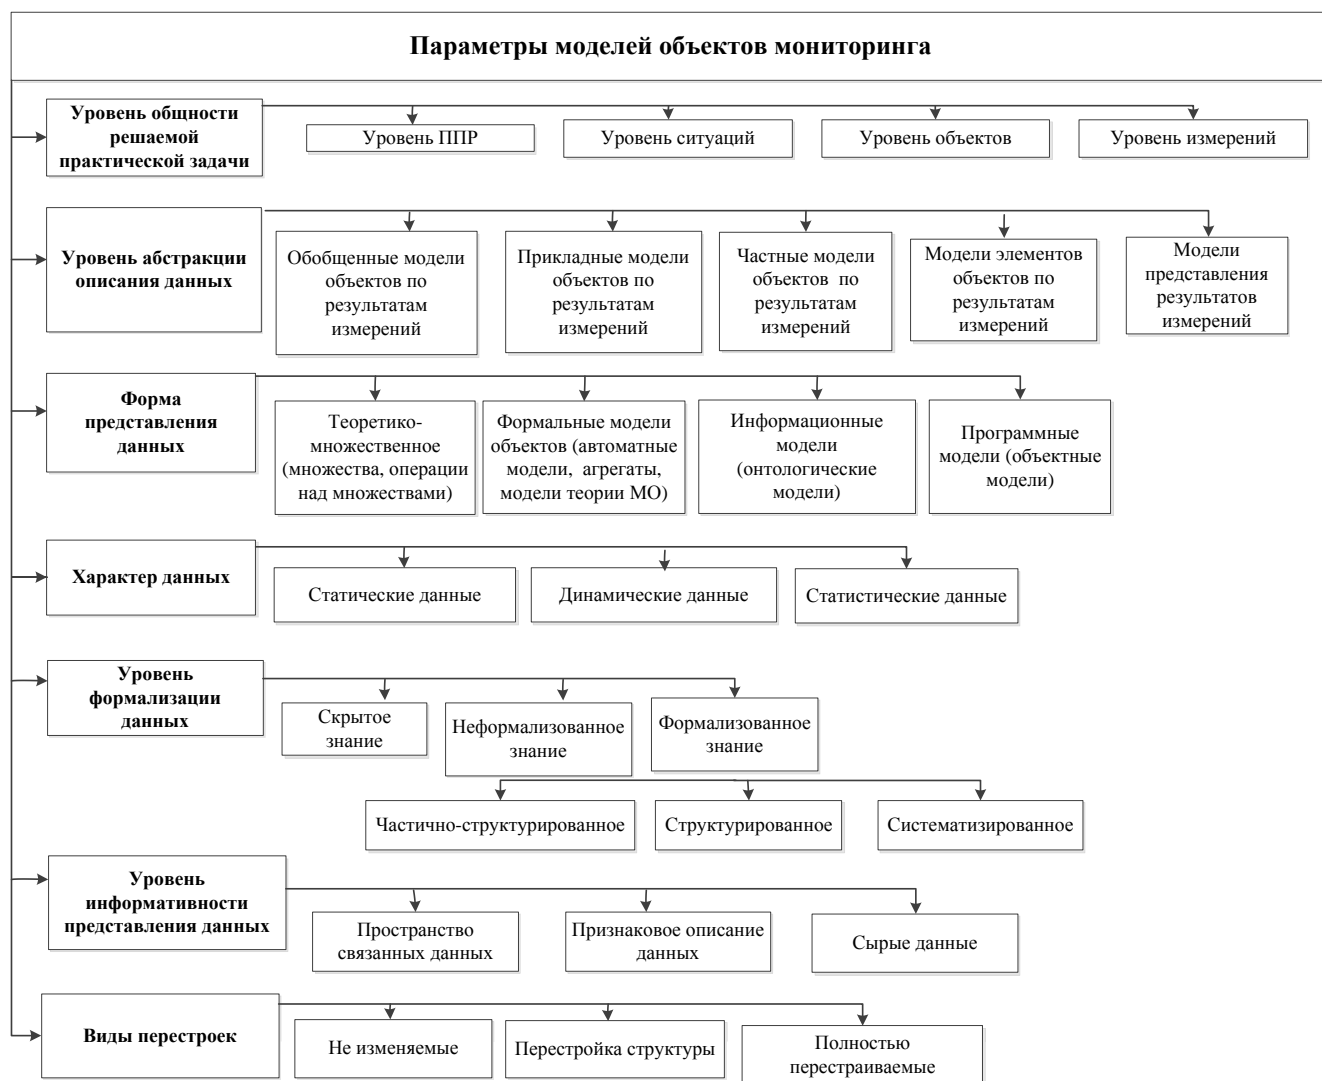 Параметры моделей объектов мониторинга
Уровень общности
решаемой
практической задачи
Уровень ППР
Уровень ситуаций
Уровень объектов
Уровень измерений
Уровень абстракции
описания данных
Обобщенные модели
объектов по
результатам
измерений
Прикладные модели
объектов по
результатам
измерений
Частные модели
объектов по
результатам
измерений
Модели элементов
объектов по
результатам
измерений
Модели
представления
результатов
измерений
Форма
представления
данных
Теоретико-
множественное
(множества, операции
над множествами)
Формальные модели
объектов (автоматные
модели, агрегаты,
модели теории МО)
Информационные
модели
(онтологические
модели)
Программные
модели (объектные
модели)
Характер данных
Статические данные
Динамические данные
Статистические данные
Уровень
формализации
данных
Скрытое
знание
Неформализованное
знание
Формализованное
знание
Частично-структурированное
Структурированное
Систематизированное
Уровень
информативности
представления данных
Пространство
связанных данных
Признаковое описание
данных
Сырые данные
Виды перестроек
Не изменяемые
Перестройка структуры
Полностью
перестраиваемые